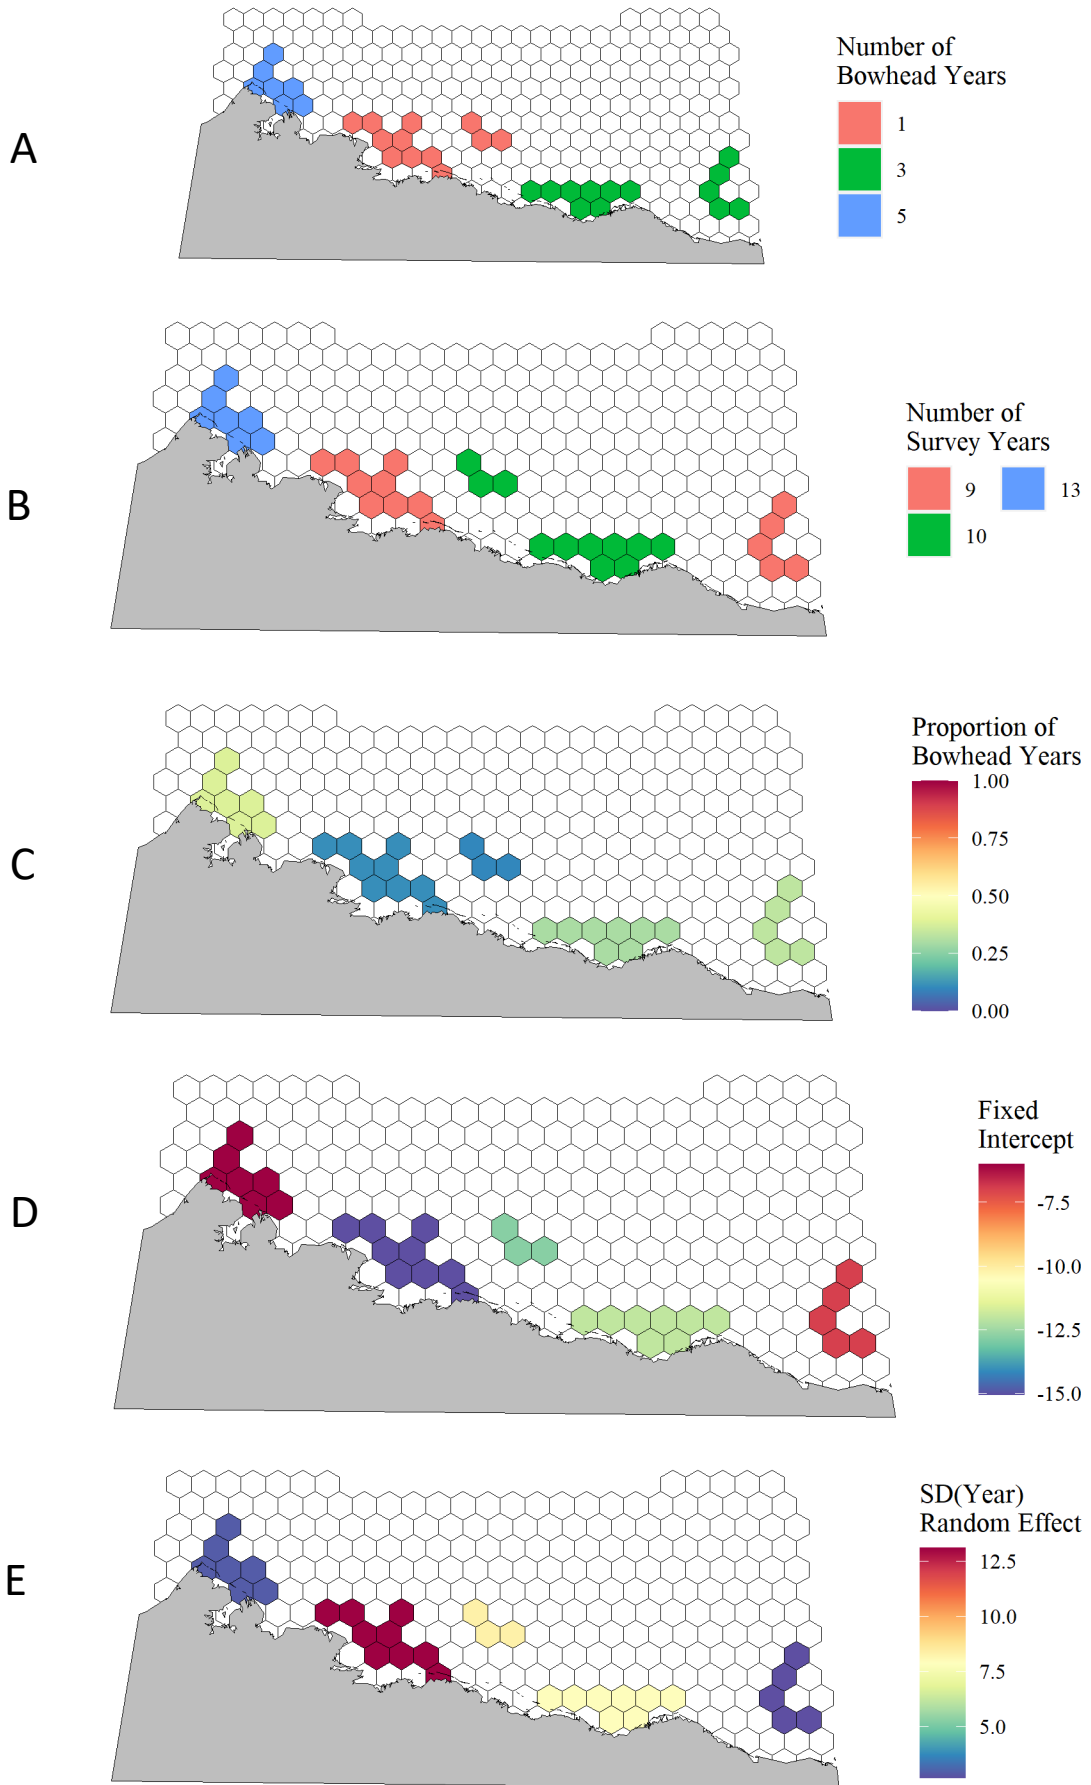 A
Number of
Bowhead Years
1
3
5
B
Number of
Survey Years
9 13
10
C
Proportion of
Bowhead Years
1.00
0.75
0.50
0.25
0.00
D
Fixed
Intercept
-7.5
-10.0
-12.5
-15.0
E
SD(Year)
Random Effect
12.5
10.0
7.5
5.0